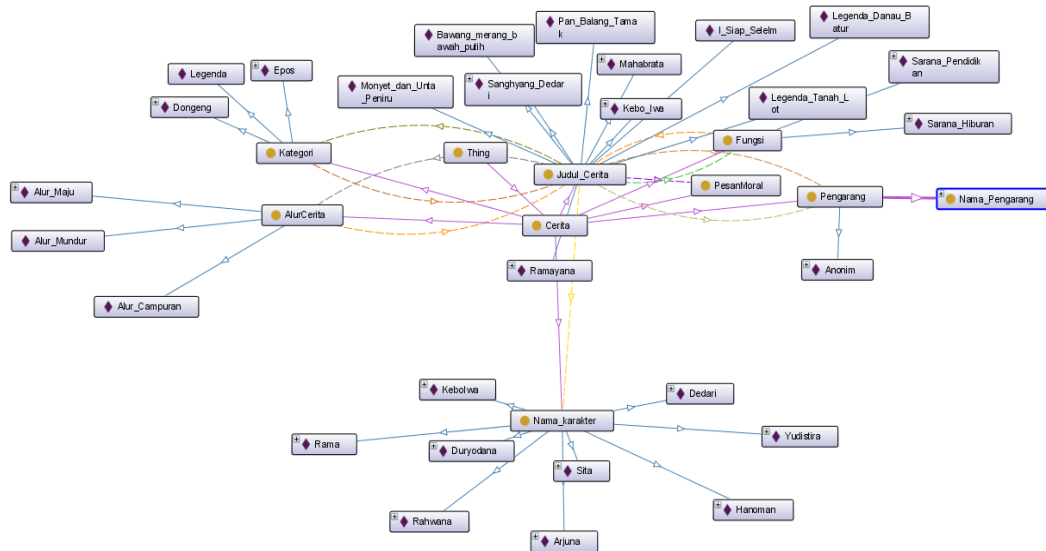 Legenda_Danau_B
atur
Pan_Balang_Tama
k
I_Siap_Selelm
Bawang_merang_b
awah_putih
Sarana_Pendidik
an
Mahabrata
Epos
Legenda
Monyet_dan_Unta
_Peniru
Sanghyang_Dedar
i
Legenda_Tanah_L
ot
Dongeng
Kebo_Iwa
Sarana_Hiburan
Fungsi
Kategori
Thing
Judul_Cerita
PesanMoral
Alur_Maju
Pengarang
Nama_Pengarang
AlurCerita
Cerita
Alur_Mundur
Ramayana
Anonim
Alur_Campuran
KeboIwa
Dedari
Nama_karakter
Rama
Duryodana
Yudistira
Sita
Hanoman
Rahwana
Arjuna